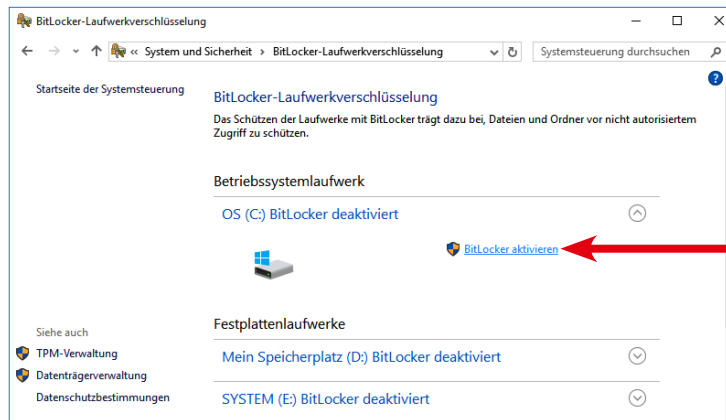 BitLocker-Laufwerkverschlüsselung
« System und Sicherheit › BitLocker-Laufwerkverschlüsselung
Systemsteuerung durchsuchen
Startseite der Systemsteuerung
BitLocker-Laufwerkverschlüsselung
Das Schützen der Laufwerke mit BitLocker trägt dazu bei, Dateien und Ordner vor nicht autorisiertem
Zugriff zu schützen.
Betriebssystemlaufwerk
OS (C:) BitLocker deaktiviert
BitLocker aktivieren
Festplattenlaufwerke
Mein Speicherplatz (D:) BitLocker deaktiviert
SYSTEM (E:) BitLocker deaktiviert
Siehe auch
TPM-Verwaltung
Datenträgerverwaltung
Datenschutzbestimmungen